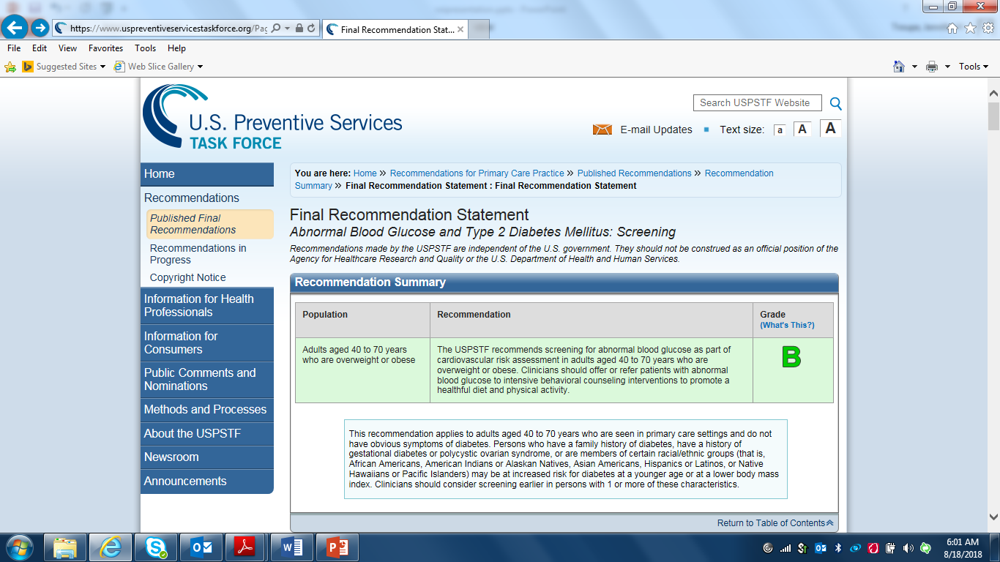 https://www.uspreventiveservicestaskforce.org/Pag
Final Recommendation Stat...
File Edit View Favorites Tools Help
Suggested Sites Web Slice Gallery Tools
U.S. Preventive Services
TASK FORCE
Search USPSTF Website
E-mail Updates Text size: a A A
Home
Recommendations
Published Final
Recommendations
Recommendations in
Progress
Copyright Notice
Information for Health
Professionals
Information for
Consumers
Public Comments and
Nominations
Methods and Processes
About the USPSTF
Newsroom
Announcements
You are here: Home » Recommendations for Primary Care Practice » Published Recommendations » Recommendation
Summary » Final Recommendation Statement : Final Recommendation Statement
Final Recommendation Statement
Abnormal Blood Glucose and Type 2 Diabetes Mellitus: Screening
Recommendations made by the USPSTF are independent of the U.S. government. They should not be construed as an official position of the
Agency for Healthcare Research and Quality or the U.S. Department of Health and Human Services.
Recommendation Summary
Population Recommendation Grade
(What's This?)
Adults aged 40 to 70 years
who are overweight or obese
The USPSTF recommends screening for abnormal blood glucose as part of
cardiovascular risk assessment in adults aged 40 to 70 years who are
overweight or obese. Clinicians should offer or refer patients with abnormal
blood glucose to intensive behavioral counseling interventions to promote a
healthful diet and physical activity.
B
This recommendation applies to adults aged 40 to 70 years who are seen in primary care settings and do not
have obvious symptoms of diabetes. Persons who have a family history of diabetes, have a history of
gestational diabetes or polycystic ovarian syndrome, or are members of certain racial/ethnic groups (that is,
African Americans, American Indians or Alaskan Natives, Asian Americans, Hispanics or Latinos, or Native
Hawaiians or Pacific Islanders) may be at increased risk for diabetes at a younger age or at a lower body mass
index. Clinicians should consider screening earlier in persons with 1 or more of these characteristics.
Return to Table of Contents
6:01 AM
8/18/2018